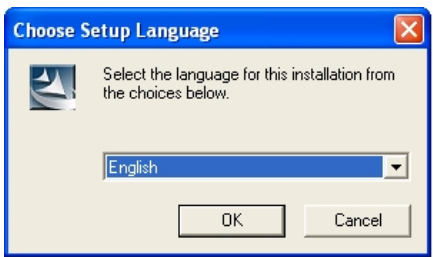 Choose Setup Language
Select the language for this installation from
the choices below.
English
OK
Cancel